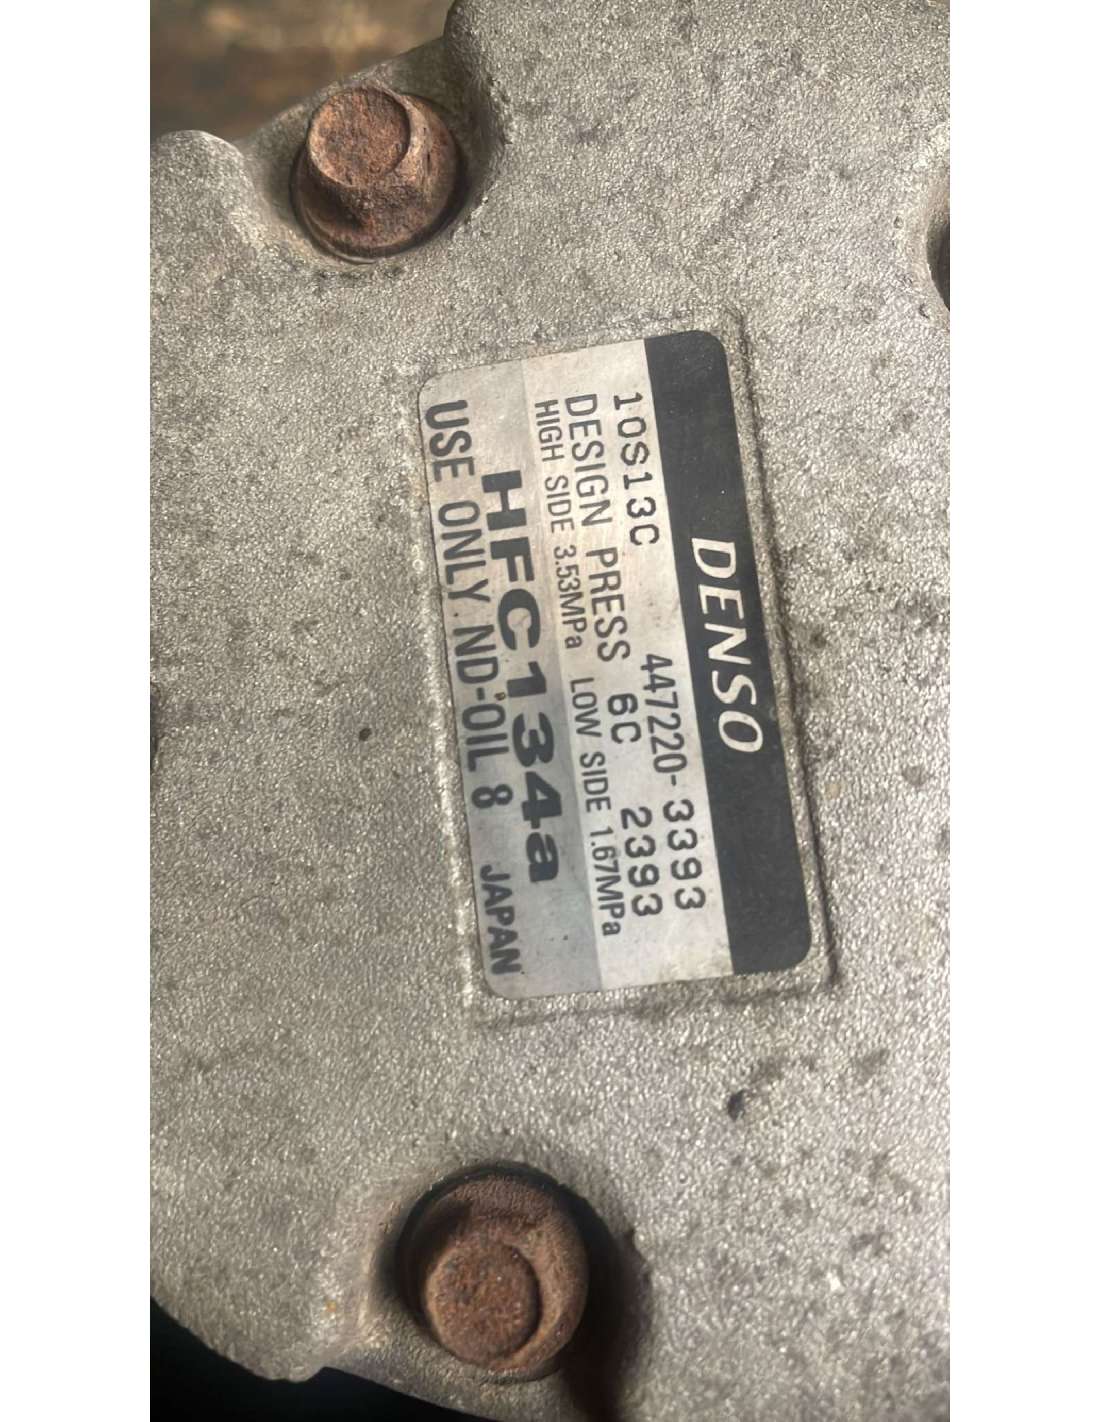 DENSO
10S13C 447220-3393
DESIGN PRESS 6C 2393
HIGH SIDE 3.53MPa LOW SIDE 1.67MPa
HFC134a
USE ONLY ND-OIL 8 JAPAN